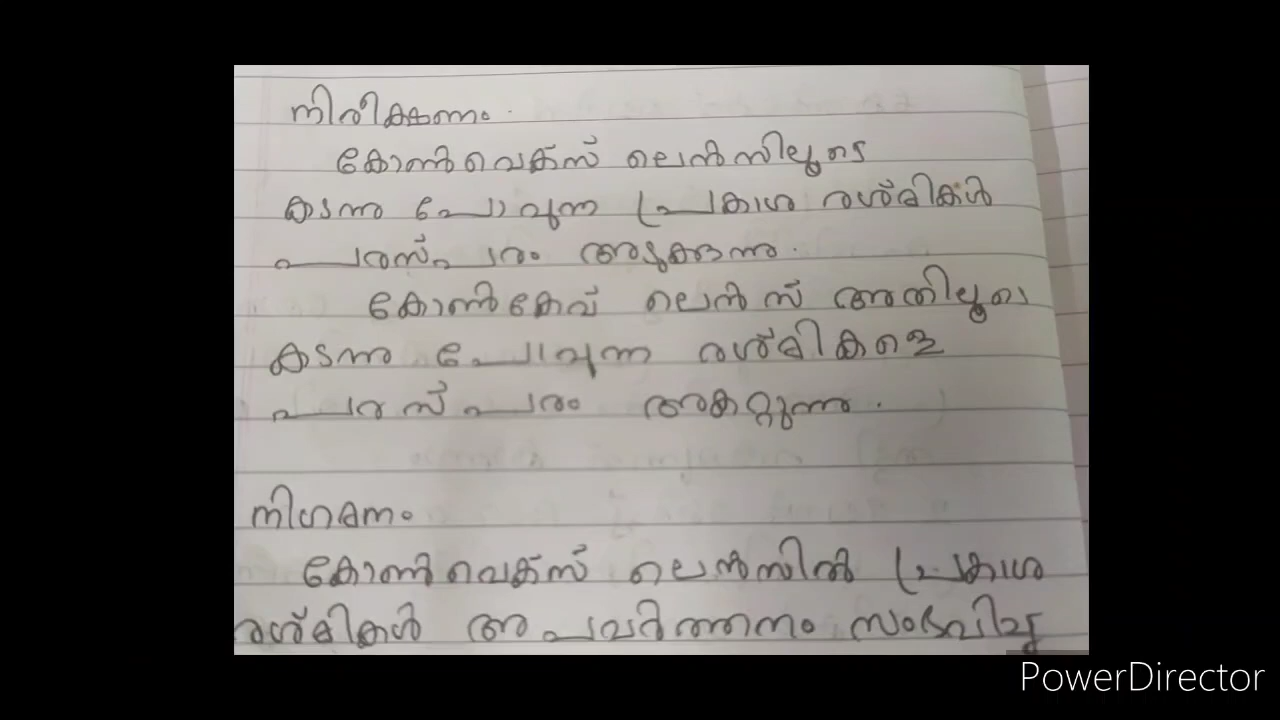 നിരീക്ഷണം.
കോൺവെക്സ് ലെൻസിലൂടെ
കടന്നു പോവുന്ന പ്രകാശ രശ്മികൾ
പരസ്പരം അടുക്കുന്നു.
കോൺകേവ് ലെൻസ് അതിലൂടെ
കടന്നു പോവുന്ന രശ്മികളെ
പരസ്പരം അകറ്റുന്നു.
നിഗമനം
കോൺവെക്സ് ലെൻസിൽ പ്രകാശ
രശ്മികൾ അപവർത്തനം സംഭവിച്ചു
PowerDirector